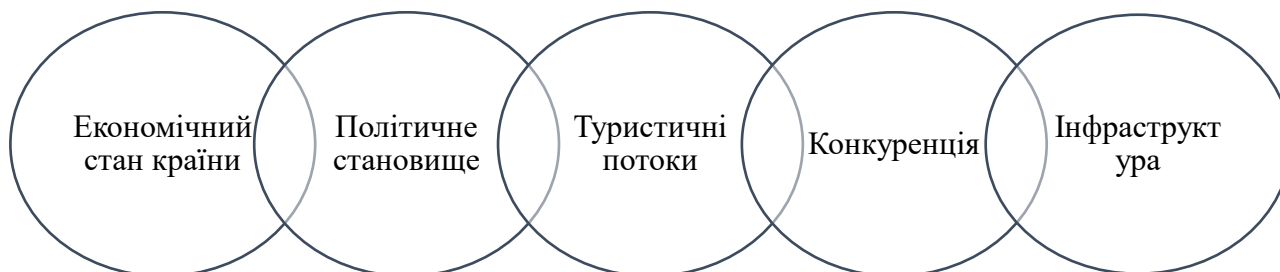 Економічний
стан країни
Політичне
становище
Туристичні
потоки
Конкуренція
Інфраструкт
ура